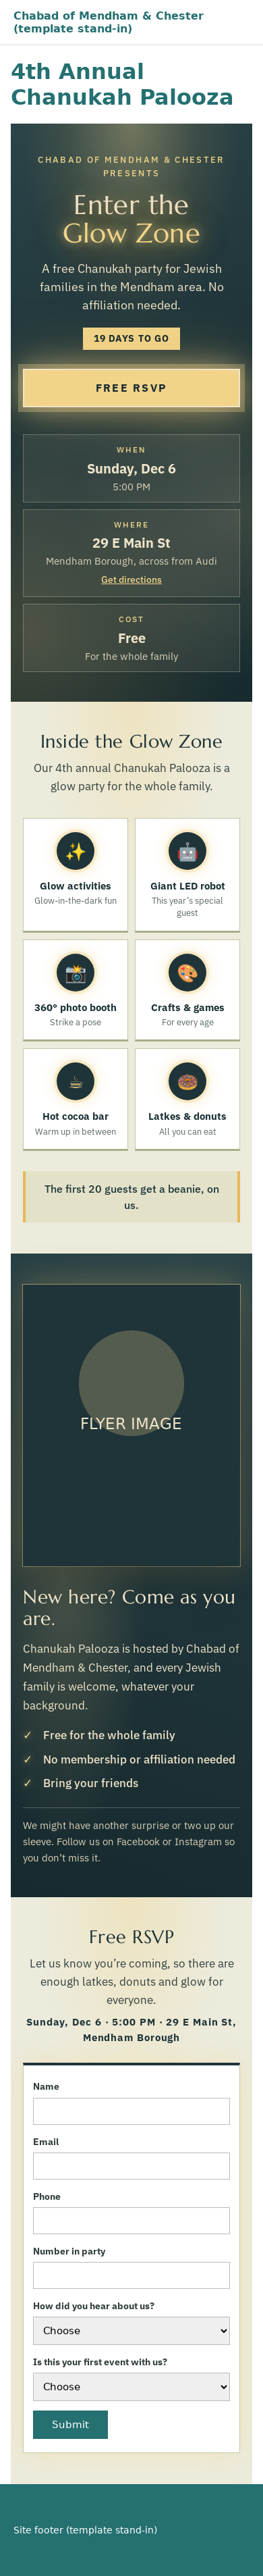 Chabad of Mendham & Chester
(template stand-in)
4th Annual
Chanukah Palooza
CHABAD OF MENDHAM & CHESTER
PRESENTS
Enter the
Glow Zone
A free Chanukah party for Jewish
families in the Mendham area. No
affiliation needed.
19 DAYS TO GO
FREE RSVP
WHEN
Sunday, Dec 6
5:00 PM
WHERE
29 E Main St
Mendham Borough, across from Audi
Get directions
COST
Free
For the whole family
Inside the Glow Zone
Our 4th annual Chanukah Palooza is a
glow party for the whole family.
Glow activities
Glow-in-the-dark fun
Giant LED robot
This year’s special
guest
360° photo booth
Strike a pose
Crafts & games
For every age
Hot cocoa bar
Warm up in between
Latkes & donuts
All you can eat
The first 20 guests get a beanie, on
us.
FLYER IMAGE
New here? Come as you
are.
Chanukah Palooza is hosted by Chabad of
Mendham & Chester, and every Jewish
family is welcome, whatever your
background.
✓ Free for the whole family
✓ No membership or affiliation needed
✓ Bring your friends
We might have another surprise or two up our
sleeve. Follow us on Facebook or Instagram so
you don’t miss it.
Free RSVP
Let us know you’re coming, so there are
enough latkes, donuts and glow for
everyone.
Sunday, Dec 6 · 5:00 PM · 29 E Main St,
Mendham Borough
Name
Email
Phone
Number in party
How did you hear about us?
Choose
Is this your first event with us?
Choose
Submit
Site footer (template stand-in)